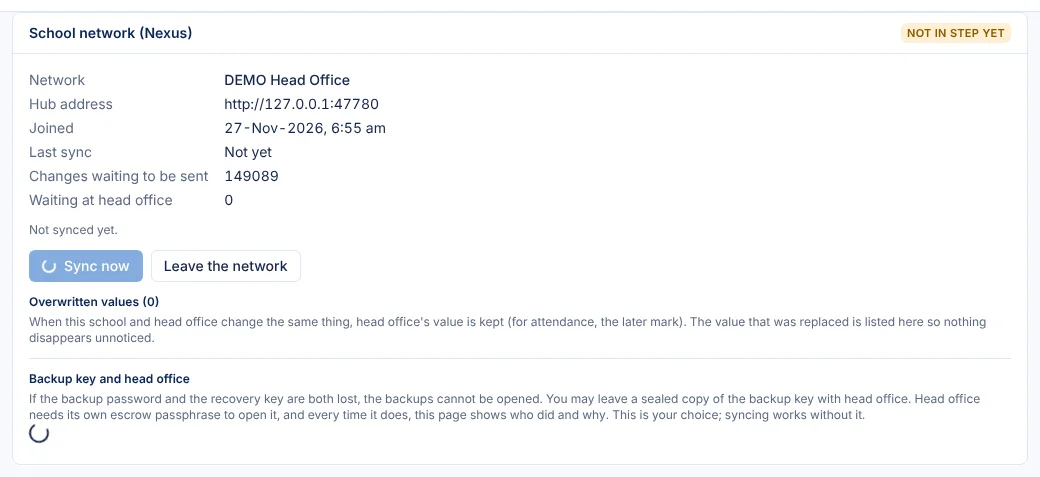 School network (Nexus)
NOT IN STEP YET
Network DEMO Head Office
Hub address http://127.0.0.1:47780
Joined 27-Nov-2026, 6:55 am
Last sync Not yet
Changes waiting to be sent 149089
Waiting at head office 0
Not synced yet.
Sync now Leave the network
Overwritten values (0)
When this school and head office change the same thing, head office's value is kept (for attendance, the later mark). The value that was replaced is listed here so nothing
disappears unnoticed.
Backup key and head office
If the backup password and the recovery key are both lost, the backups cannot be opened. You may leave a sealed copy of the backup key with head office. Head office
needs its own escrow passphrase to open it, and every time it does, this page shows who did and why. This is your choice; syncing works without it.